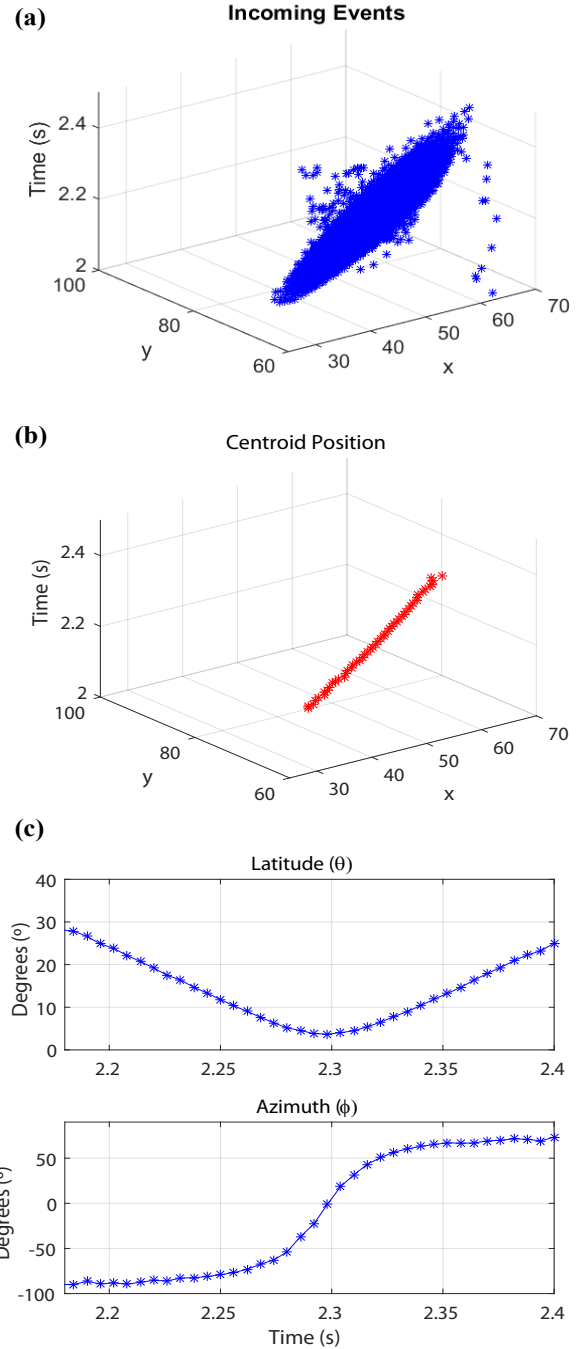 (a)
Incoming Events
Time (s)
2.4
2.2
2
100
80
60
y
30
40
50
60
70
x
(b)
Centroid Position
Time (s)
2.4
2.2
2
100
80
60
y
30
40
50
60
70
x
(c)
Latitude (θ)
Degrees (º)
40
30
20
10
0
2.2
2.25
2.3
2.35
2.4
Azimuth (ϕ)
Degrees (º)
50
0
-50
-100
2.2
2.25
2.3
2.35
2.4
Time (s)